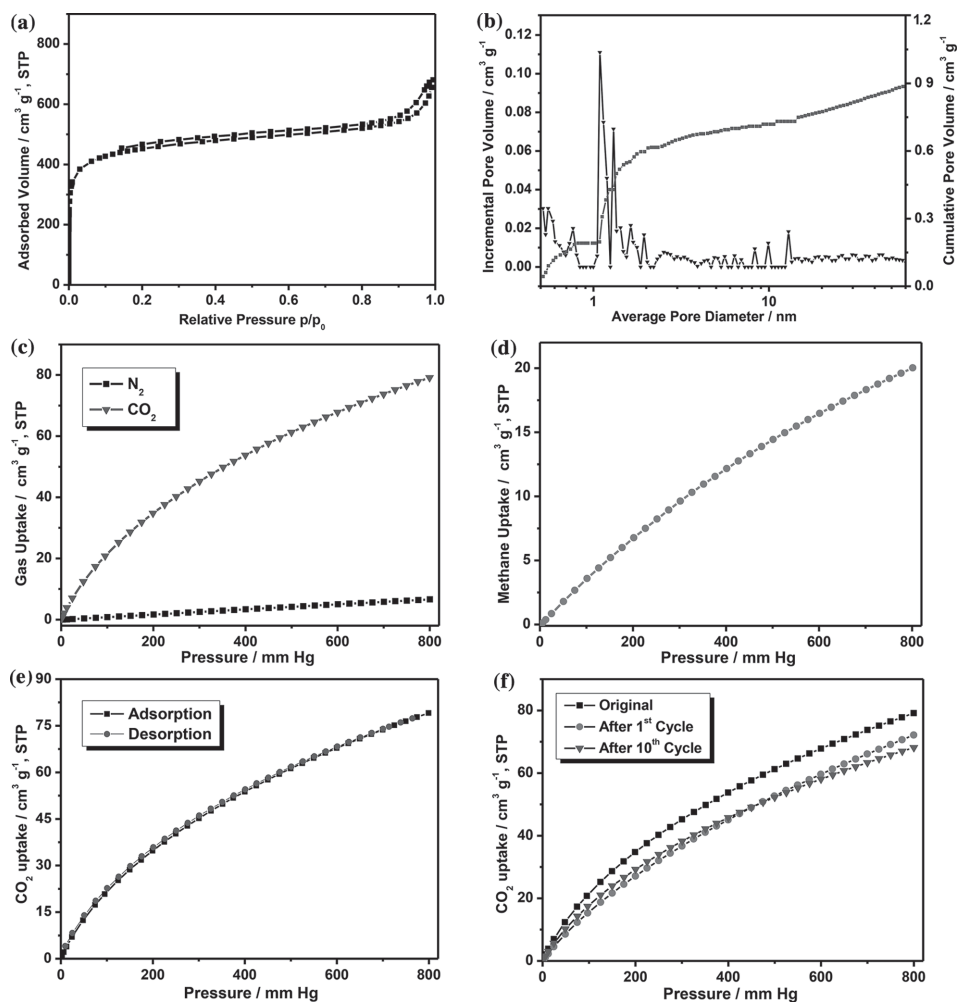 (a)
800
600
400
200
0
Adsorbed Volume / cm³ g⁻¹, STP
0.0 0.2 0.4 0.6 0.8 1.0
Relative Pressure p/p₀
(b)
0.12
0.10
0.08
0.06
0.04
0.02
0.00
Incremental Pore Volume / cm³ g⁻¹
1.2
0.9
0.6
0.3
0.0
Cumulative Pore Volume / cm³ g⁻¹
1 10
Average Pore Diameter / nm
(c)
80
60
40
20
0
Gas Uptake / cm³ g⁻¹, STP
N₂
CO₂
0 200 400 600 800
Pressure / mm Hg
(d)
20
15
10
5
0
Methane Uptake / cm³ g⁻¹, STP
0 200 400 600 800
Pressure / mm Hg
(e)
90
75
60
45
30
15
0
CO₂ uptake / cm³ g⁻¹, STP
Adsorption
Desorption
0 200 400 600 800
Pressure / mm Hg
(f)
80
60
40
20
0
CO₂ uptake / cm³ g⁻¹, STP
Original
After 1ˢᵗ Cycle
After 10ᵗʰ Cycle
0 200 400 600 800
Pressure / mm Hg